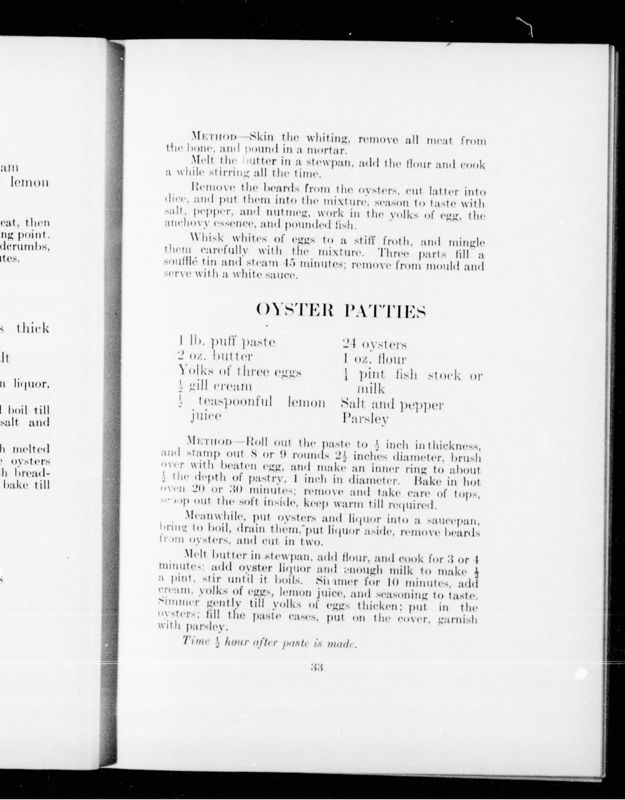 am
lemon
eat, then
ng point.
dcrumbs,
utes.
s thick
lt
n liquor,
l boil till
salt and
h melted
e oysters
h bread-
bake till
s
METHOD—Skin the whiting, remove all meat from
the bone, and pound in a mortar.
Melt the butter in a stewpan, add the flour and cook
a while stirring all the time.
Remove the beards from the oysters, cut latter into
dice, and put them into the mixture, season to taste with
salt, pepper, and nutmeg, work in the yolks of egg, the
anchovy essence, and pounded fish.
Whisk whites of eggs to a stiff froth, and mingle
them carefully with the mixture. Three parts fill a
soufflé tin and steam 45 minutes; remove from mould and
serve with a white sauce.
OYSTER PATTIES
1 lb. puff paste
2 oz. butter
Yolks of three eggs
½ gill cream
½ teaspoonful lemon
juice
24 oysters
1 oz. flour
¼ pint fish stock or
milk
Salt and pepper
Parsley
METHOD—Roll out the paste to ½ inch in thickness,
and stamp out 8 or 9 rounds 2½ inches diameter, brush
over with beaten egg, and make an inner ring to about
½ the depth of pastry, 1 inch in diameter. Bake in hot
oven 20 or 30 minutes; remove and take care of tops,
scoop out the soft inside, keep warm till required.
Meanwhile, put oysters and liquor into a saucepan,
bring to boil, drain them, put liquor aside, remove beards
from oysters, and cut in two.
Melt butter in stewpan, add flour, and cook for 3 or 4
minutes; add oyster liquor and enough milk to make
a pint, stir until it boils. Simmer for 10 minutes, add
cream, yolks of eggs, lemon juice, and seasoning to taste.
Simmer gently till yolks of eggs thicken; put in the
oysters; fill the paste cases, put on the cover, garnish
with parsley.
Time ½ hour after paste is made.
33